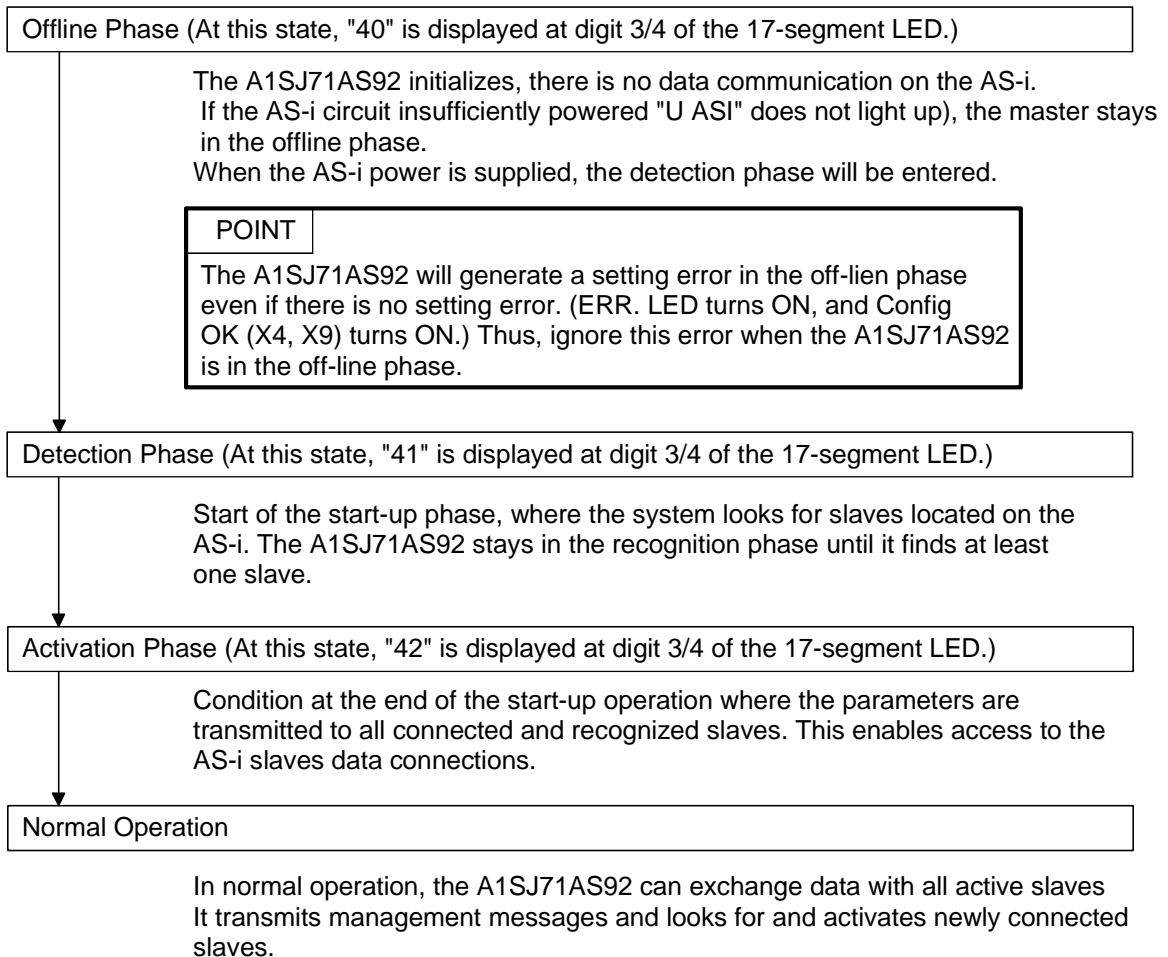 Offline Phase (At this state, "40" is displayed at digit 3/4 of the 17-segment LED.)
The A1SJ71AS92 initializes, there is no data communication on the AS-i.
If the AS-i circuit insufficiently powered "U ASI" does not light up), the master stays
in the offline phase.
When the AS-i power is supplied, the detection phase will be entered.
POINT
The A1SJ71AS92 will generate a setting error in the off-lien phase
even if there is no setting error. (ERR. LED turns ON, and Config
OK (X4, X9) turns ON.) Thus, ignore this error when the A1SJ71AS92
is in the off-line phase.
Detection Phase (At this state, "41" is displayed at digit 3/4 of the 17-segment LED.)
Start of the start-up phase, where the system looks for slaves located on the
AS-i. The A1SJ71AS92 stays in the recognition phase until it finds at least
one slave.
Activation Phase (At this state, "42" is displayed at digit 3/4 of the 17-segment LED.)
Condition at the end of the start-up operation where the parameters are
transmitted to all connected and recognized slaves. This enables access to the
AS-i slaves data connections.
Normal Operation
In normal operation, the A1SJ71AS92 can exchange data with all active slaves
It transmits management messages and looks for and activates newly connected
slaves.